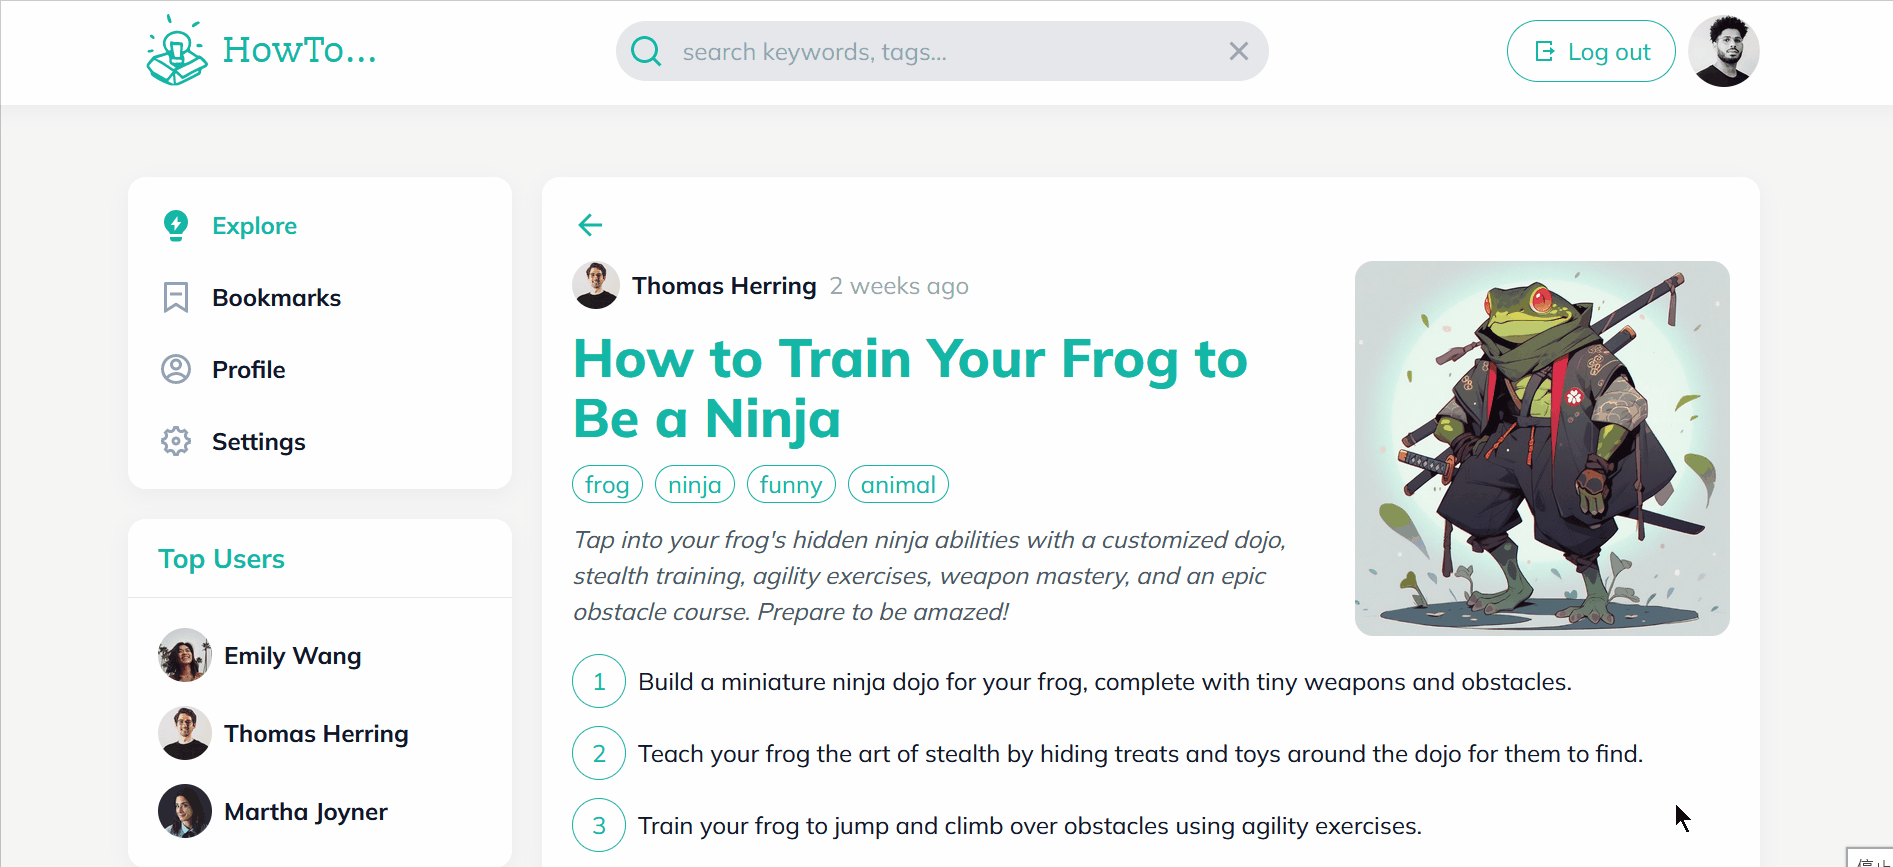 HowTo...
search keywords, tags...
Log out
Explore
Bookmarks
Profile
Settings
Top Users
Emily Wang
Thomas Herring
Martha Joyner
Thomas Herring 2 weeks ago
How to Train Your Frog to
Be a Ninja
frog ninja funny animal
Tap into your frog's hidden ninja abilities with a customized dojo,
stealth training, agility exercises, weapon mastery, and an epic
obstacle course. Prepare to be amazed!
1 Build a miniature ninja dojo for your frog, complete with tiny weapons and obstacles.
2 Teach your frog the art of stealth by hiding treats and toys around the dojo for them to find.
3 Train your frog to jump and climb over obstacles using agility exercises.